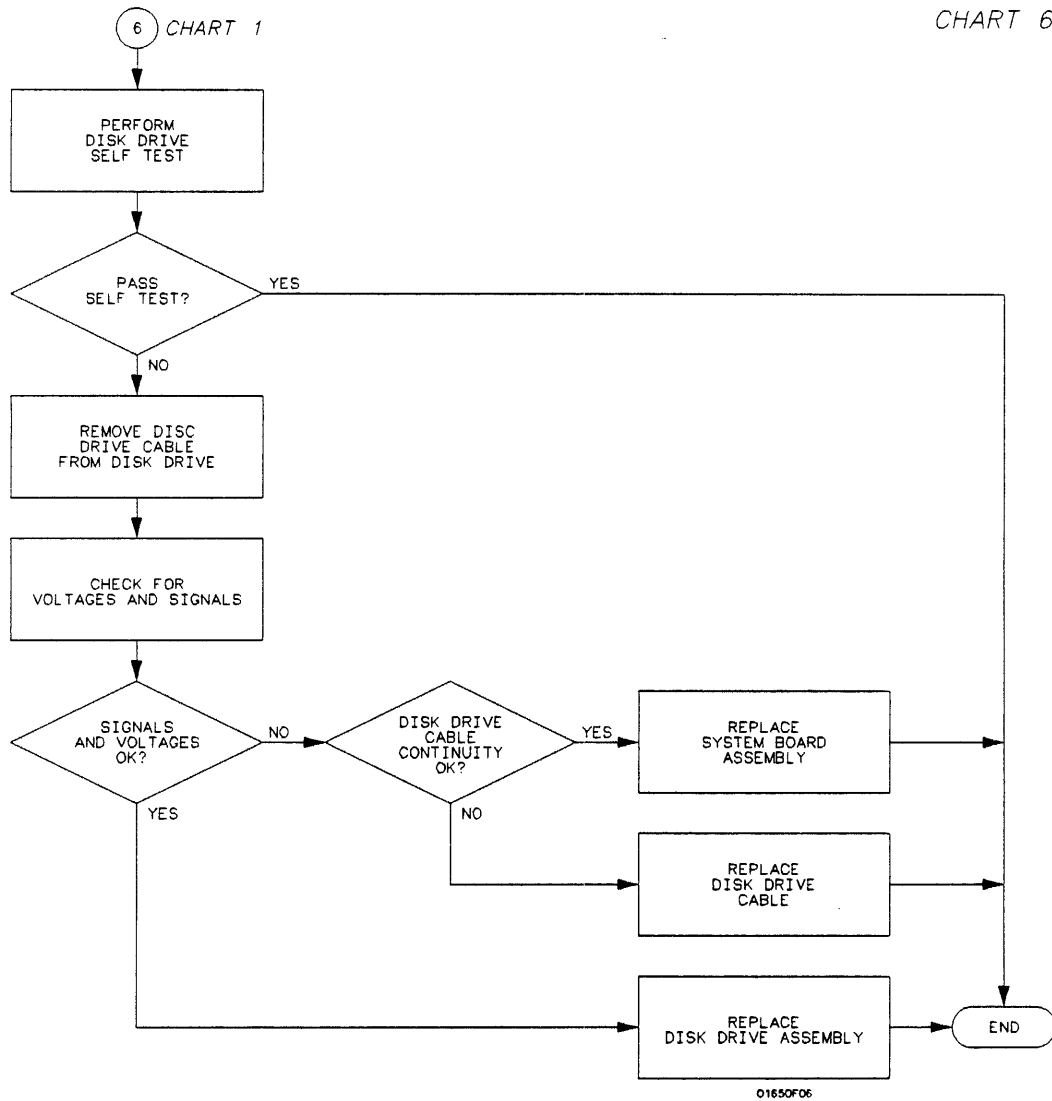 6 CHART 1
CHART 6
PERFORM
DISK DRIVE
SELF TEST
PASS
SELF TEST?
YES
NO
REMOVE DISC
DRIVE CABLE
FROM DISK DRIVE
CHECK FOR
VOLTAGES AND SIGNALS
SIGNALS
AND VOLTAGES
OK?
NO
YES
DISK DRIVE
CABLE
CONTINUITY
OK?
YES
NO
REPLACE
SYSTEM BOARD
ASSEMBLY
REPLACE
DISK DRIVE
CABLE
REPLACE
DISK DRIVE ASSEMBLY
END
01650F06